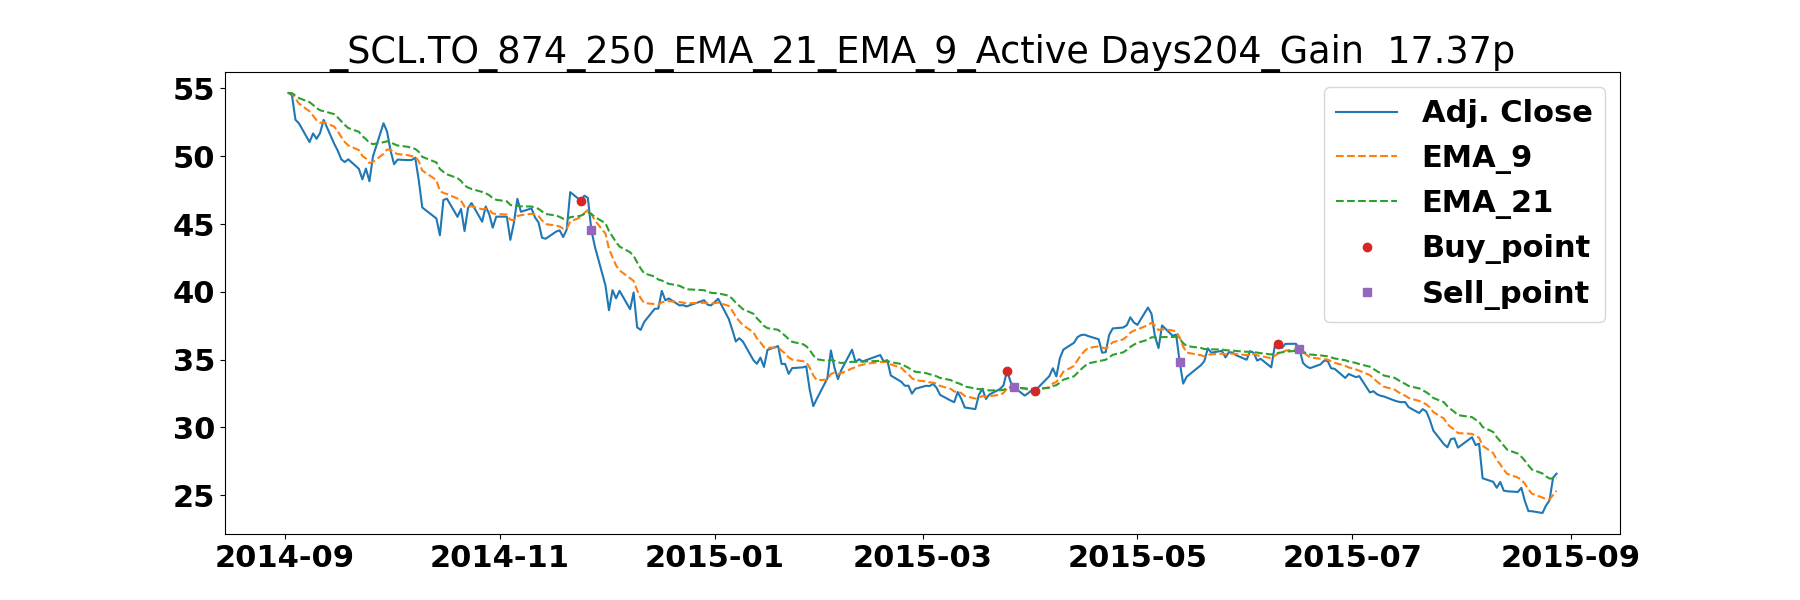 _SCL.TO_874_250_EMA_21_EMA_9_Active Days204_Gain  17.37p
55
50
45
40
35
30
25
Adj. Close
EMA_9
EMA_21
Buy_point
Sell_point
2014-09 2014-11 2015-01 2015-03 2015-05 2015-07 2015-09